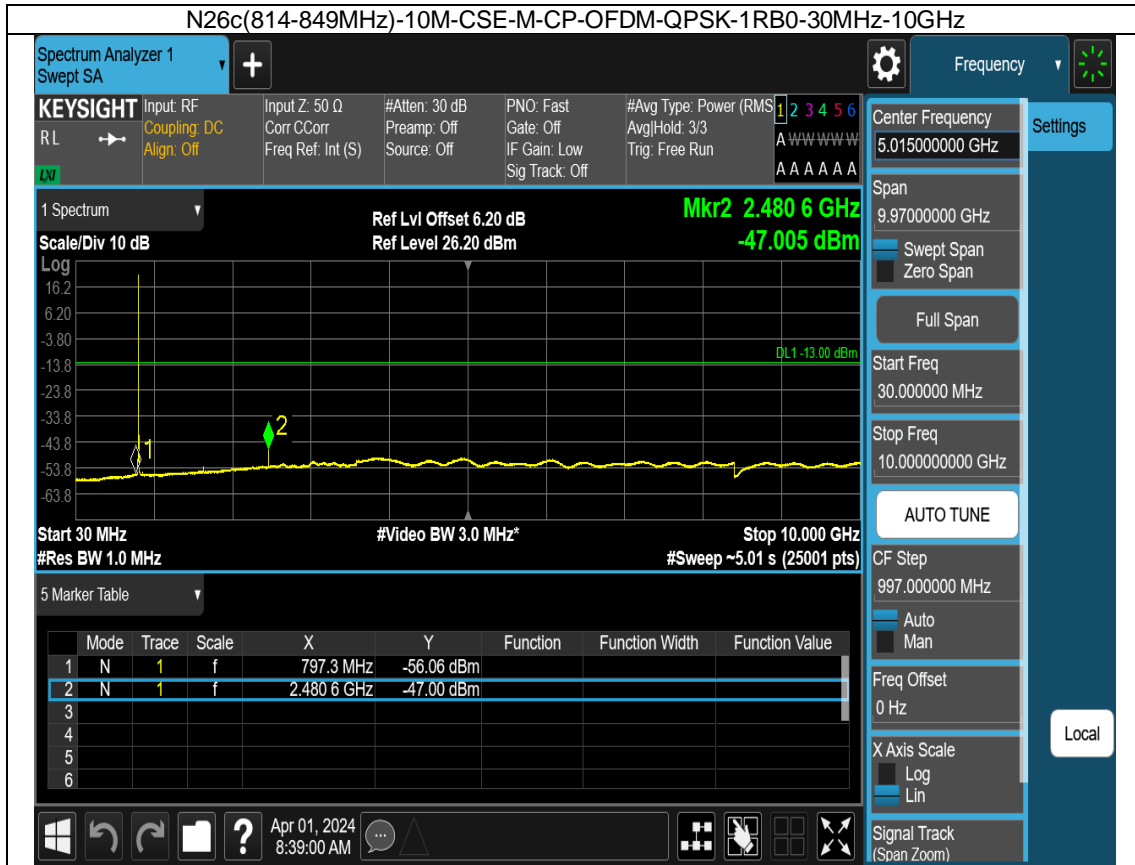 N26c(814-849MHz)-10M-CSE-M-CP-OFDM-QPSK-1RB0-30MHz-10GHz
Spectrum Analyzer 1
Swept SA
Frequency
KEYSIGHT
RL
LXI
Input: RF
Coupling: DC
Align: Off
Input Z: 50 Ω
Corr CCorr
Freq Ref: Int (S)
#Atten: 30 dB
Preamp: Off
Source: Off
PNO: Fast
Gate: Off
IF Gain: Low
Sig Track: Off
#Avg Type: Power (RMS
Avg|Hold: 3/3
Trig: Free Run
1 2 3 4 5 6
A W W W W W
A A A A A A
1 Spectrum
Scale/Div 10 dB
Ref Lvl Offset 6.20 dB
Ref Level 26.20 dBm
Mkr2 2.480 6 GHz
-47.005 dBm
Log
16.2
6.20
-3.80
-13.8
-23.8
-33.8
-43.8
-53.8
-63.8
DL1 -13.00 dBm
1
2
Start 30 MHz
#Video BW 3.0 MHz*
Stop 10.000 GHz
#Res BW 1.0 MHz
#Sweep ~5.01 s (25001 pts)
5 Marker Table
Mode Trace Scale X Y Function Function Width Function Value
1 N 1 f 797.3 MHz -56.06 dBm
2 N 1 f 2.480 6 GHz -47.00 dBm
3
4
5
6
Center Frequency
5.015000000 GHz
Settings
Span
9.97000000 GHz
Swept Span
Zero Span
Full Span
Start Freq
30.000000 MHz
Stop Freq
10.000000000 GHz
AUTO TUNE
CF Step
997.000000 MHz
Auto
Man
Freq Offset
0 Hz
X Axis Scale
Log
Lin
Signal Track
(Span Zoom)
Local
?
Apr 01, 2024
8:39:00 AM